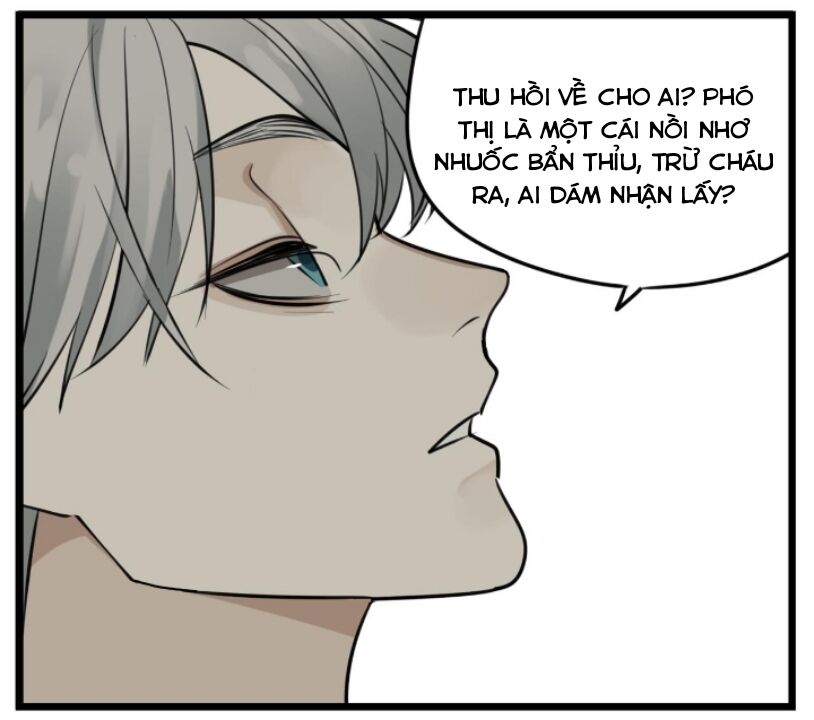 THU HỒI VỀ CHO AI? PHÓ
THỊ LÀ MỘT CÁI NỒI NHƠ
NHUỐC BẨN THỈU, TRỪ CHÁU
RA, AI DÁM NHẬN LẤY?